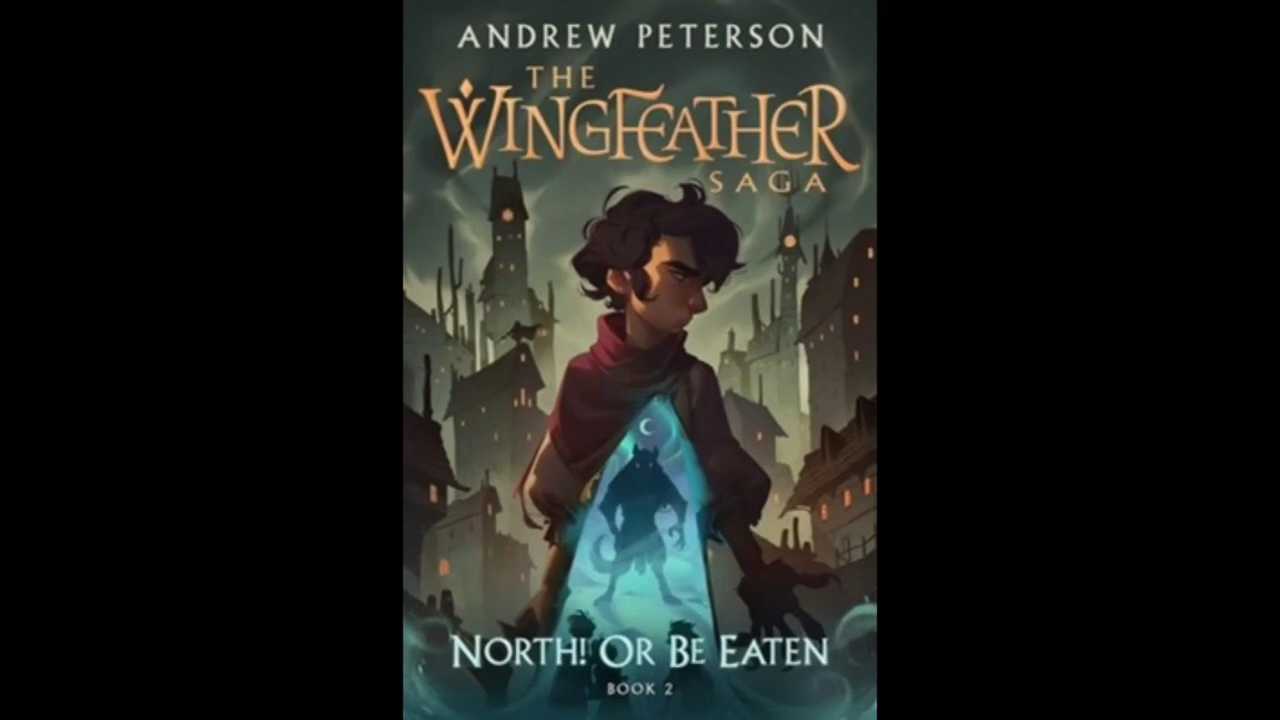 ANDREW PETERSON
THE
WINGFEATHER
SAGA
NORTH! OR BE EATEN
BOOK 2